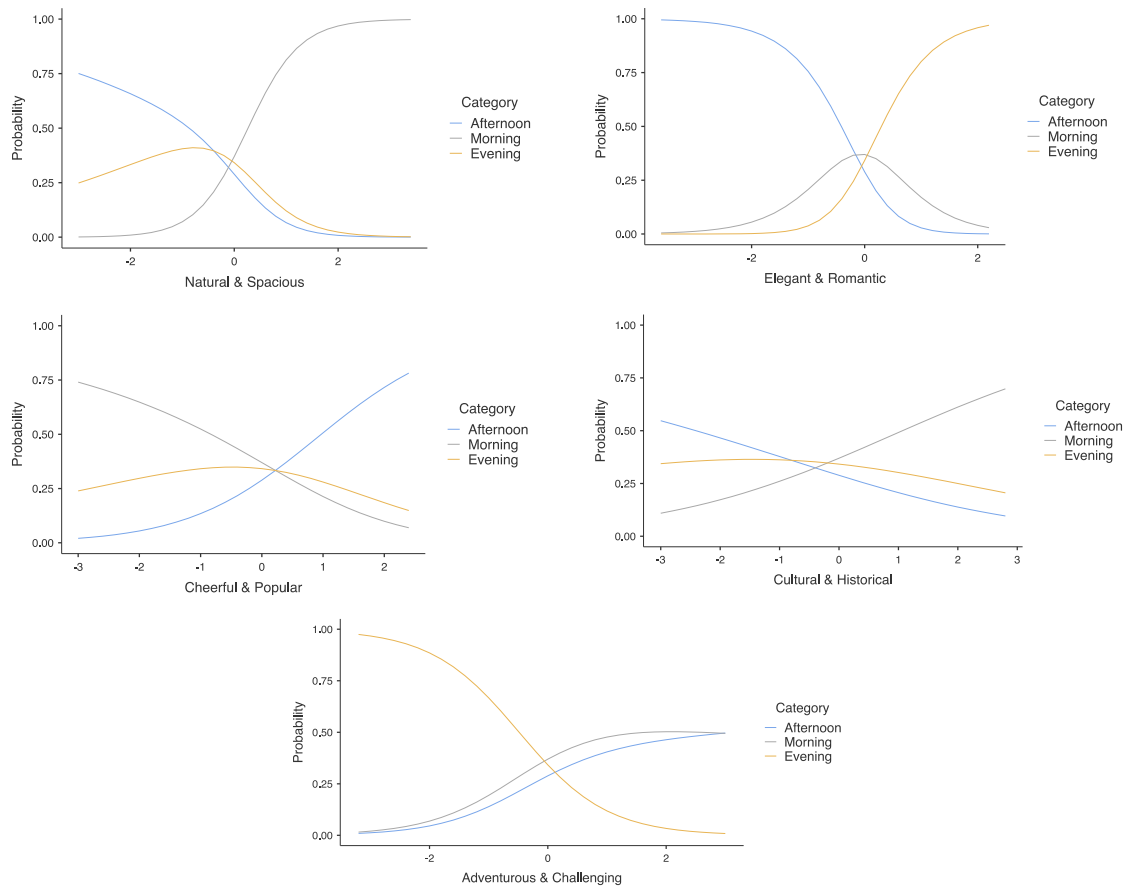 1.00
0.75
0.50
0.25
0.00
Probability
-2
0
2
Natural & Spacious
Category
Afternoon
Morning
Evening
1.00
0.75
0.50
0.25
0.00
Probability
-2
0
2
Elegant & Romantic
Category
Afternoon
Morning
Evening
1.00
0.75
0.50
0.25
0.00
Probability
-3
-2
-1
0
1
2
Cheerful & Popular
Category
Afternoon
Morning
Evening
1.00
0.75
0.50
0.25
0.00
Probability
-3
-2
-1
0
1
2
3
Cultural & Historical
Category
Afternoon
Morning
Evening
1.00
0.75
0.50
0.25
0.00
Probability
-2
0
2
Adventurous & Challenging
Category
Afternoon
Morning
Evening